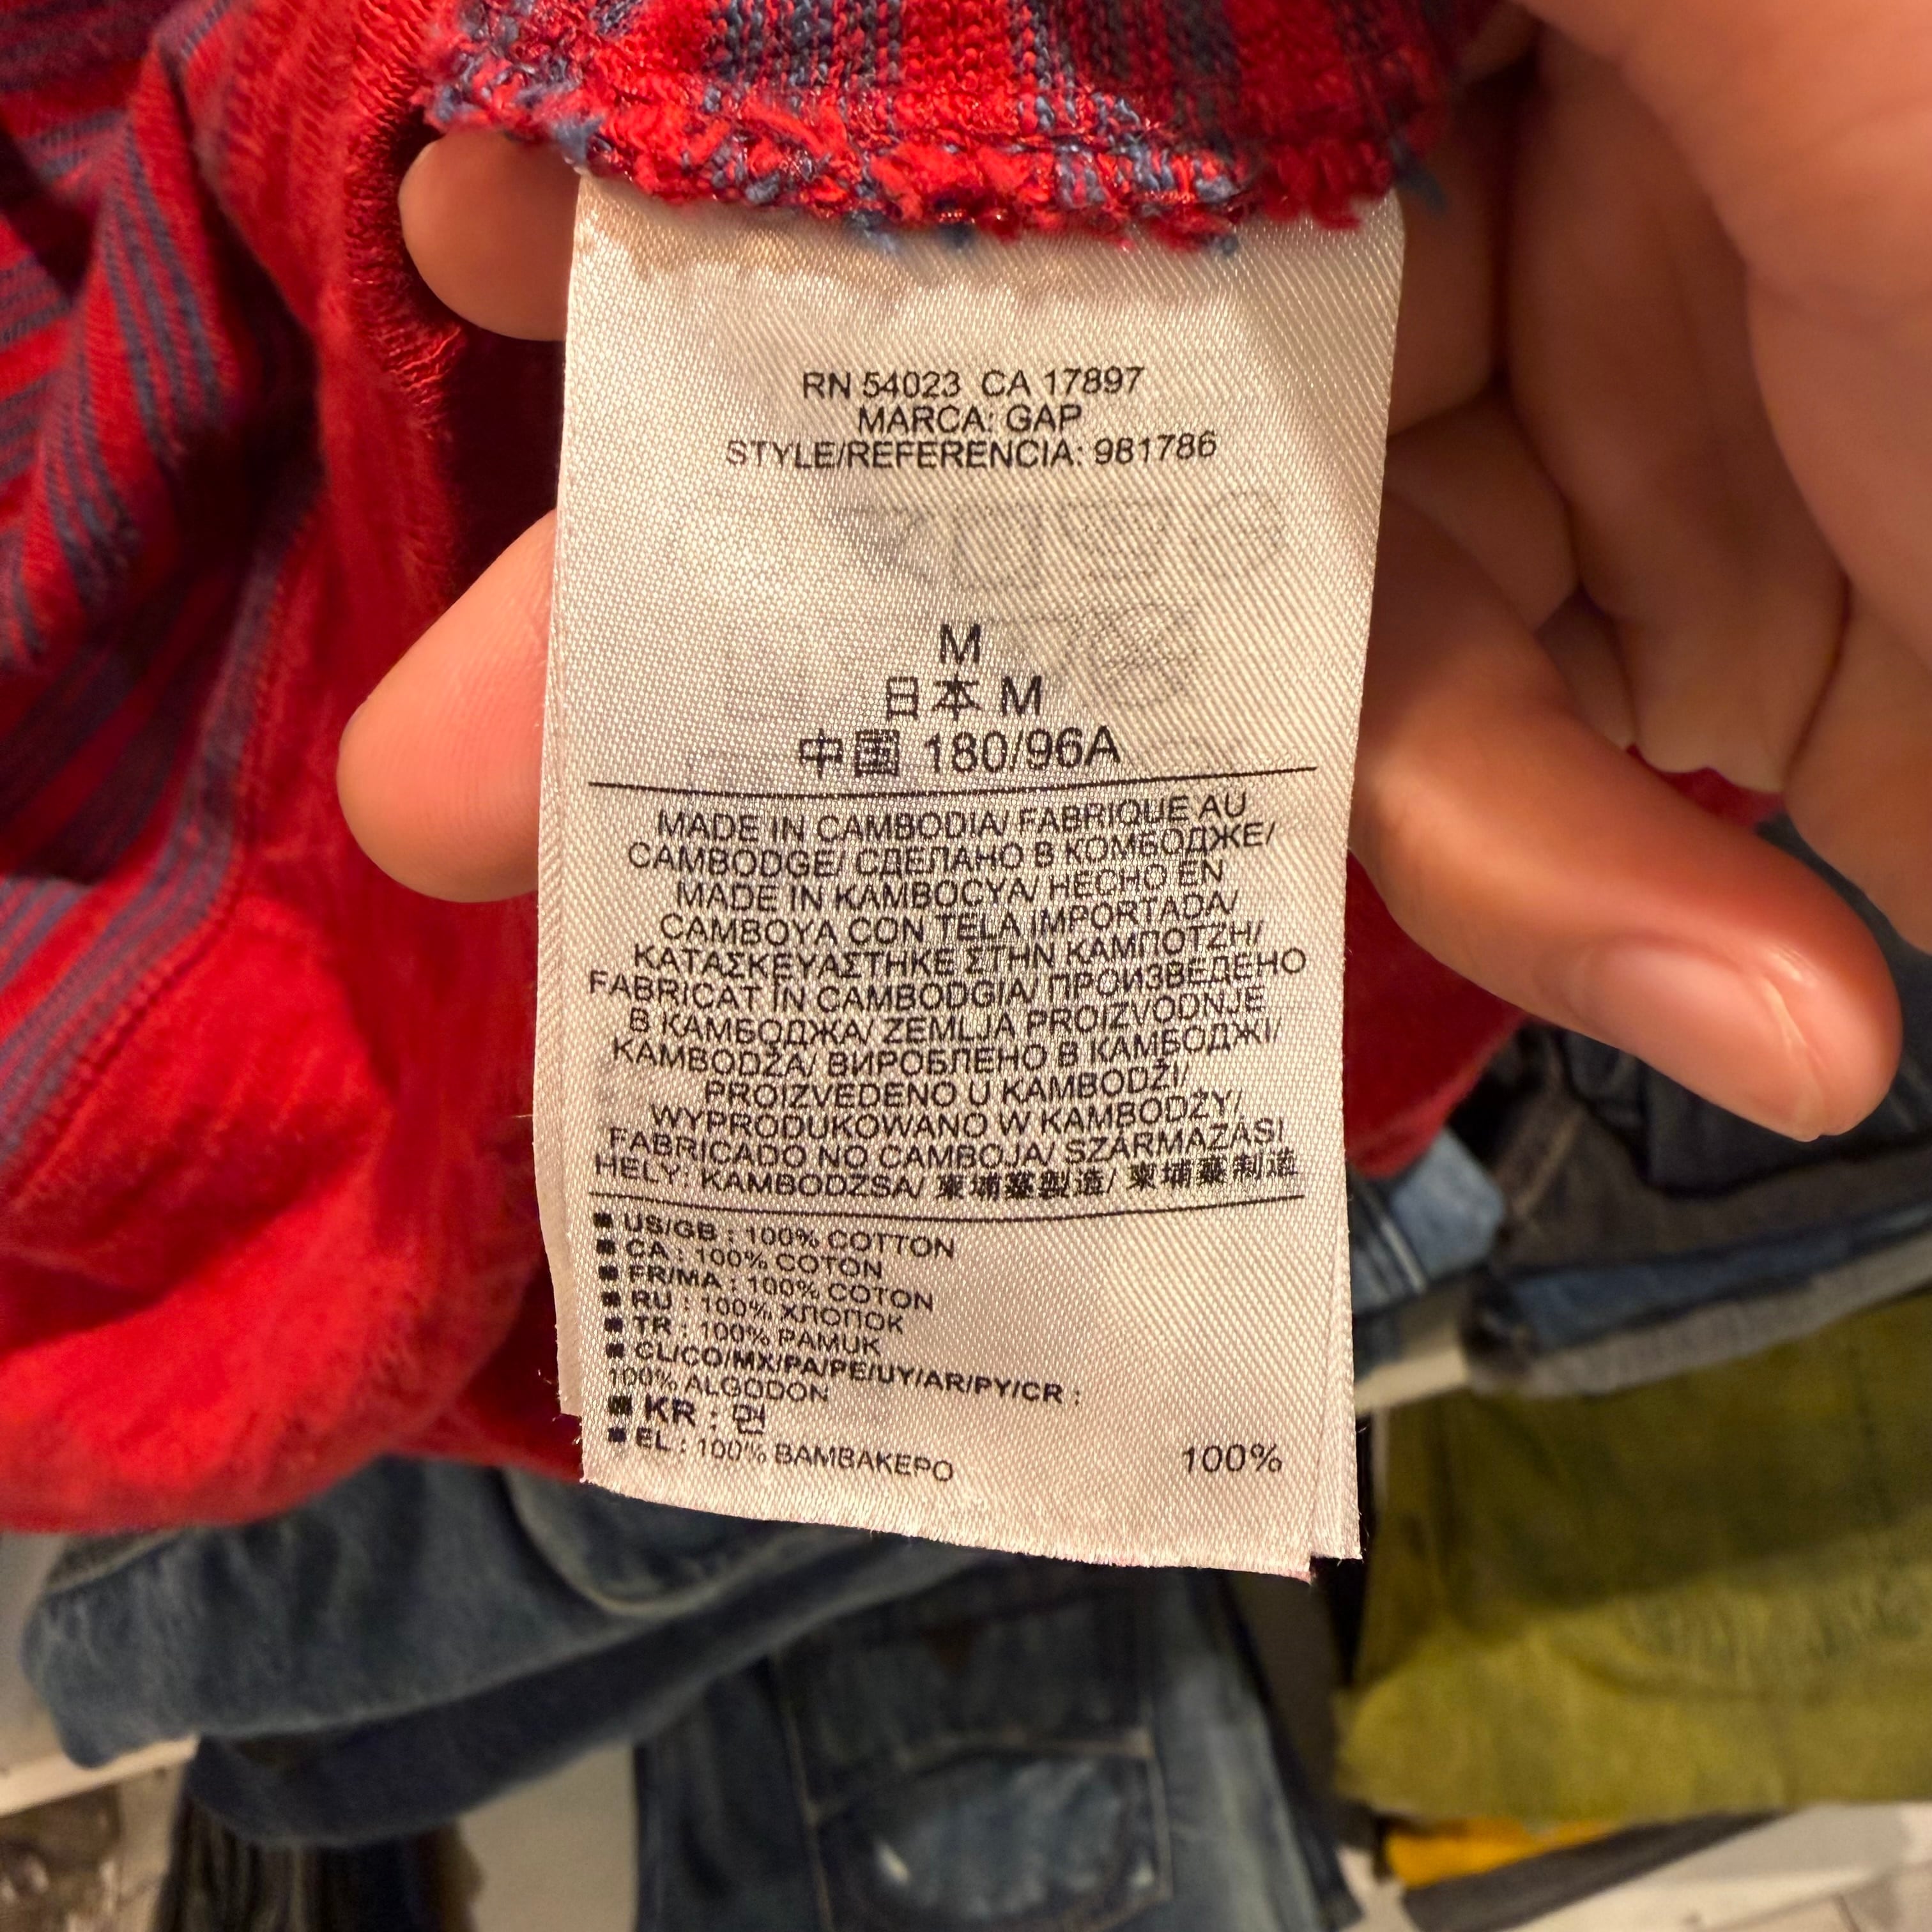 RN 54023 CA 17897
MARCA: GAP
STYLE/REFERENCIA: 981786
M
日本 M
中国 180/96A
MADE IN CAMBODIA/ FABRIQUE AU
CAMBODGE/ СДЕЛАНО В КОМБОДЖЕ/
MADE IN KAMBOCYA/ HECHO EN
CAMBOYA CON TELA IMPORTADA/
ΚΑΤΑΣΚΕΥΑΣΤΗΚΕ ΣΤΗΝ ΚΑΜΠΟΤΖΗ/
FABRICAT ÎN CAMBODGIA/ ПРОИЗВЕДЕНО
В КАМБОДЖА/ ZEMLJA PROIZVODNJE
KAMBODŽA/ ВИРОБЛЕНО В КАМБОДЖІ/
PROIZVEDENO U KAMBODŽI/
WYPRODUKOWANO W KAMBODŻY/
FABRICADO NO CAMBOJA/ SZÁRMAZÁSI
HELY: KAMBODZSA/ 柬埔寨製造/ 柬埔寨制造
■ US/GB : 100% COTTON
■ CA : 100% COTON
■ FR/MA : 100% COTON
■ RU : 100% ХЛОПОК
■ TR : 100% PAMUK
■ CL/CO/MX/PA/PE/UY/AR/PY/CR :
100% ALGODON
■ KR : 면 100%
■ EL : 100% ΒΑΜΒΑΚΕΡΟ